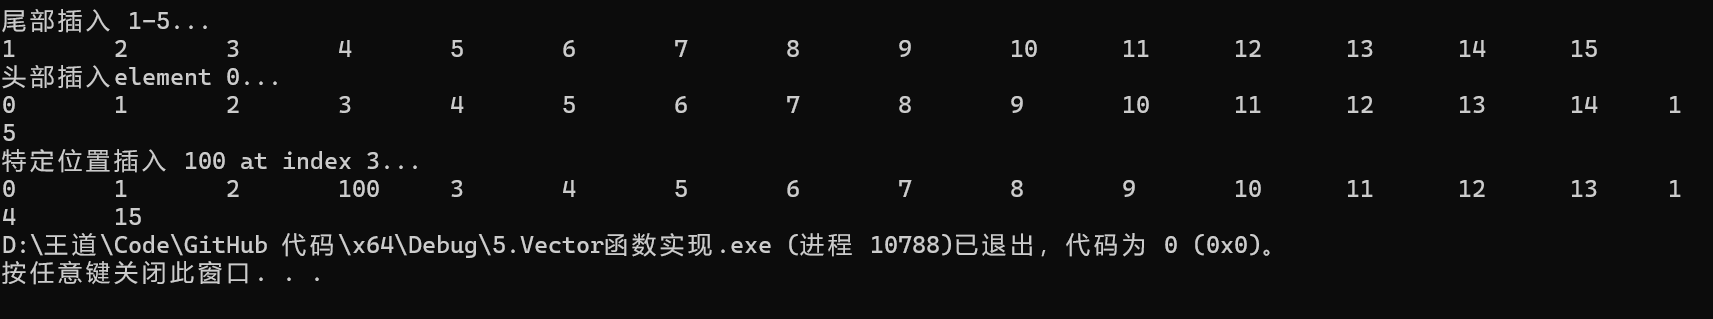 尾部插入 1-5...
1 2 3 4 5 6 7 8 9 10 11 12 13 14 15
头部插入element 0...
0 1 2 3 4 5 6 7 8 9 10 11 12 13 14 1
5
特定位置插入 100 at index 3...
0 1 2 100 3 4 5 6 7 8 9 10 11 12 13 1
4 15
D:\王道\Code\GitHub 代码\x64\Debug\5.Vector函数实现.exe (进程 10788)已退出，代码为 0 (0x0)。
按任意键关闭此窗口. . .